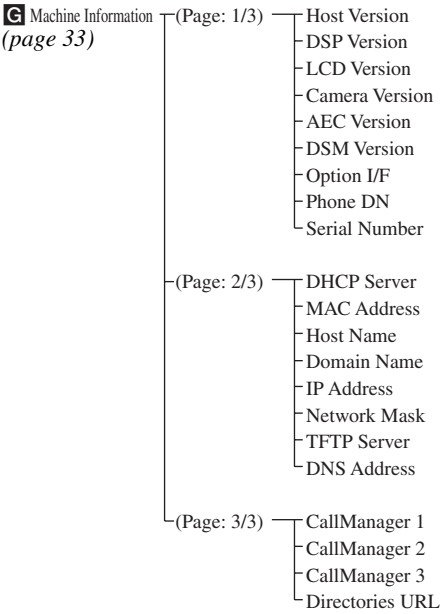 G Machine Information (Page: 1/3) Host Version
(page 33) DSP Version
LCD Version
Camera Version
AEC Version
DSM Version
Option I/F
Phone DN
Serial Number
(Page: 2/3) DHCP Server
MAC Address
Host Name
Domain Name
IP Address
Network Mask
TFTP Server
DNS Address
(Page: 3/3) CallManager 1
CallManager 2
CallManager 3
Directories URL